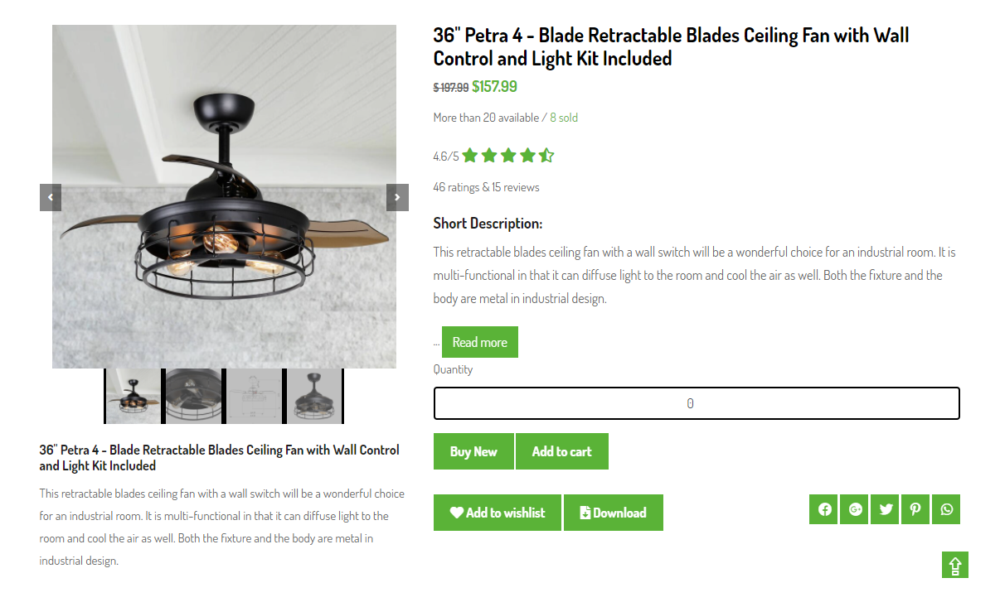 36" Petra 4 - Blade Retractable Blades Ceiling Fan with Wall
Control and Light Kit Included
$ 197.99 $157.99
More than 20 available / 8 sold
4.6/5
46 ratings & 15 reviews
Short Description:
This retractable blades ceiling fan with a wall switch will be a wonderful choice for an industrial room. It is
multi-functional in that it can diffuse light to the room and cool the air as well. Both the fixture and the
body are metal in industrial design.
... Read more
Quantity
0
Buy New Add to cart
Add to wishlist Download
36" Petra 4 - Blade Retractable Blades Ceiling Fan with Wall Control
and Light Kit Included
This retractable blades ceiling fan with a wall switch will be a wonderful choice
for an industrial room. It is multi-functional in that it can diffuse light to the
room and cool the air as well. Both the fixture and the body are metal in
industrial design.